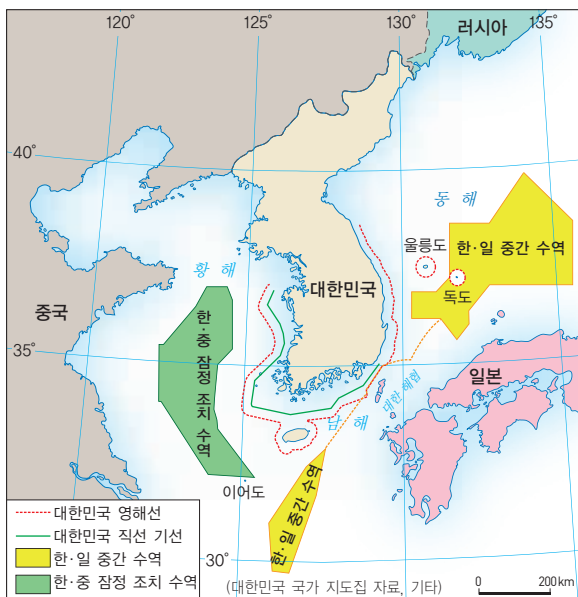 120°
125°
130°
135°
러시아
40°
동 해
울릉도
한·일 중간 수역
독도
황 해
대한민국
중국
한·중 잠정 조치 수역
35°
일본
대한 해협
남 해
이어도
한·일 중간 수역
30°
대한민국 영해선
대한민국 직선 기선
한·일 중간 수역
한·중 잠정 조치 수역
(대한민국 국가 지도집 자료, 기타)
0 200km